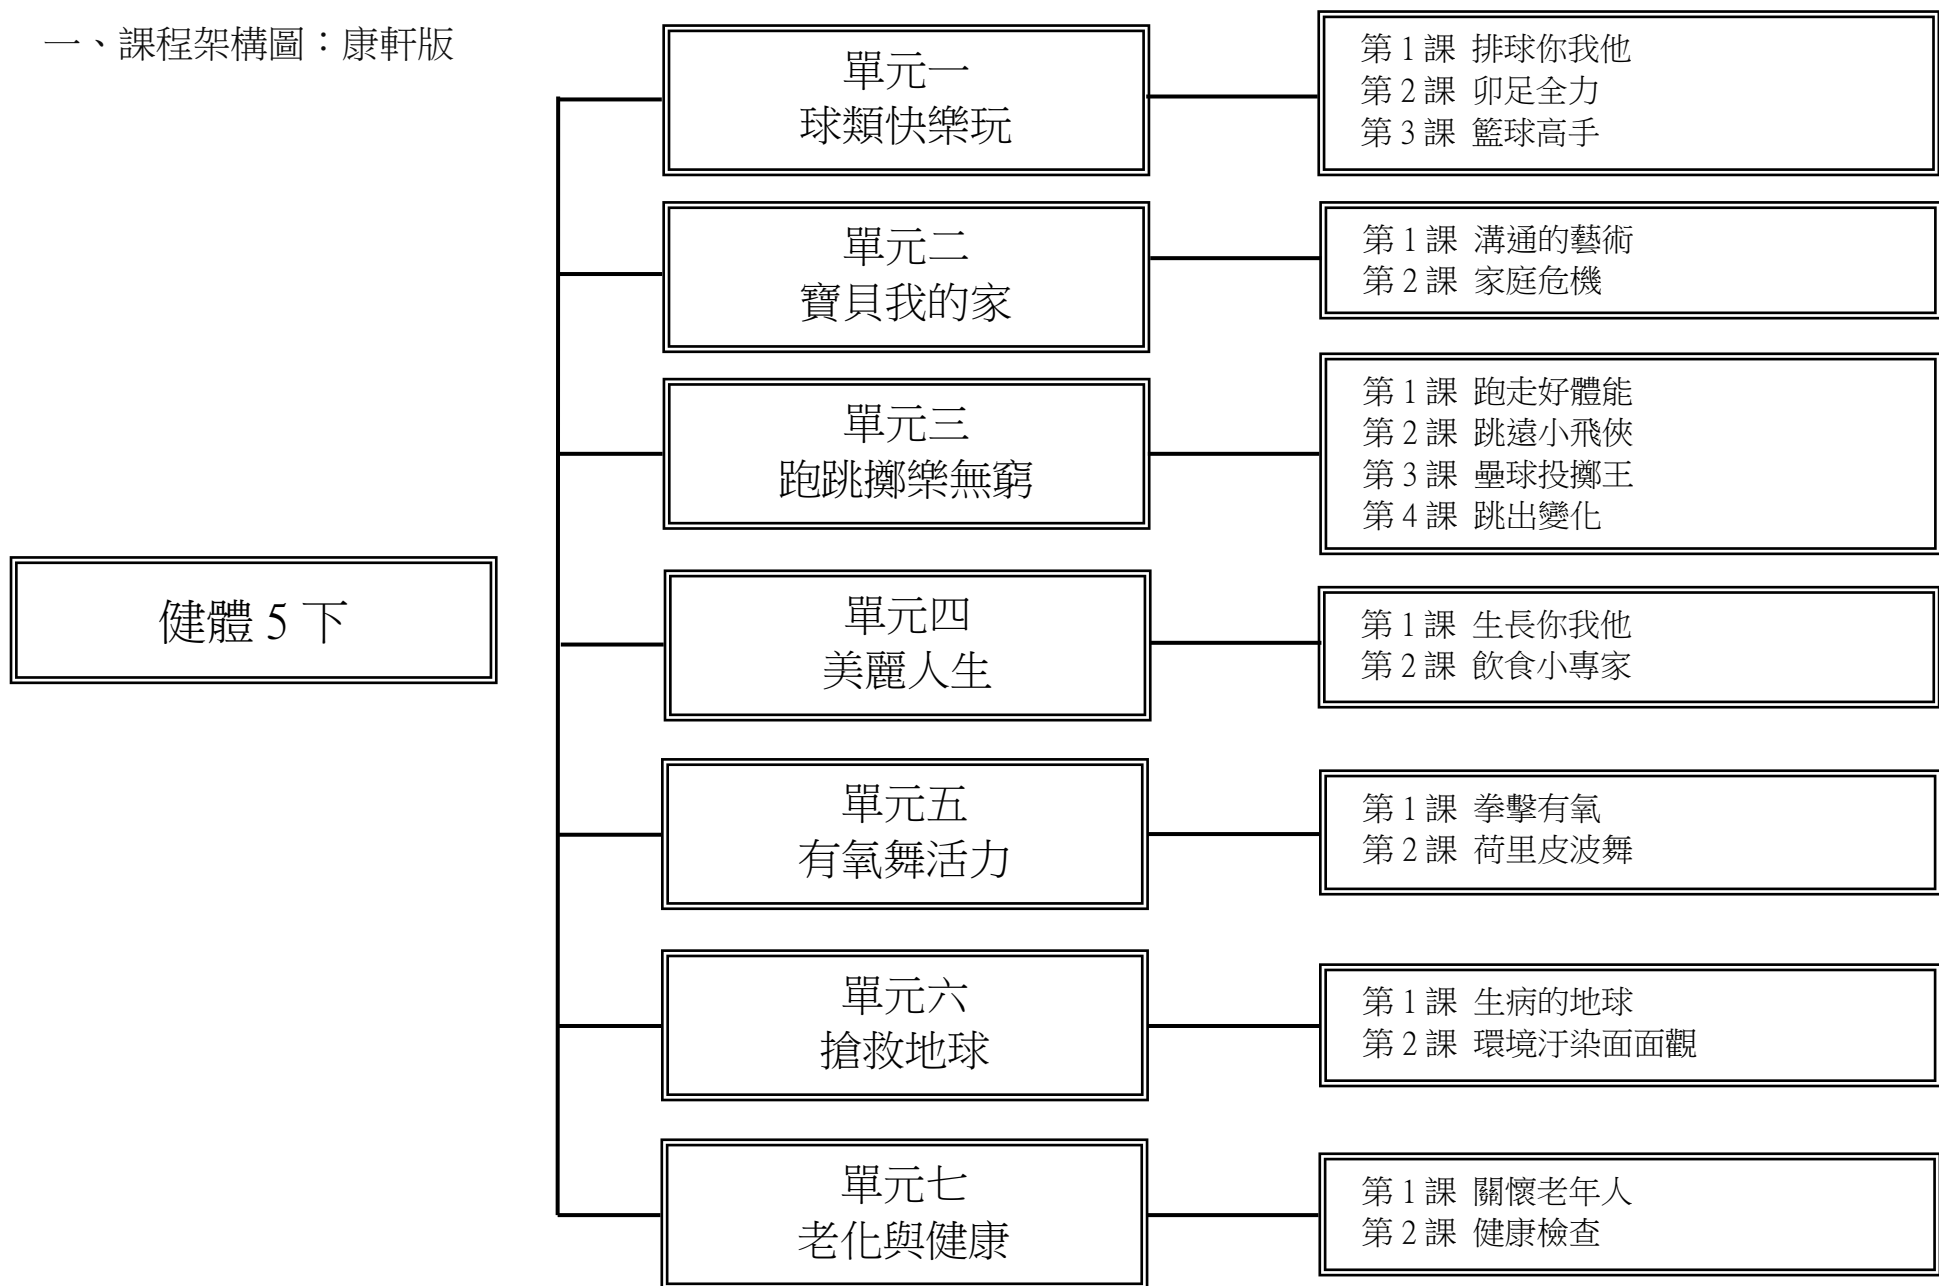 一、課程架構圖：康軒版
健體 5 下
單元一
球類快樂玩
第 1 課 排球你我他
第 2 課 卯足全力
第 3 課 籃球高手
單元二
寶貝我的家
第 1 課 溝通的藝術
第 2 課 家庭危機
單元三
跑跳擲樂無窮
第 1 課 跑走好體能
第 2 課 跳遠小飛俠
第 3 課 壘球投擲王
第 4 課 跳出變化
單元四
美麗人生
第 1 課 生長你我他
第 2 課 飲食小專家
單元五
有氧舞活力
第 1 課 拳擊有氧
第 2 課 荷里皮波舞
單元六
搶救地球
第 1 課 生病的地球
第 2 課 環境汙染面面觀
單元七
老化與健康
第 1 課 關懷老年人
第 2 課 健康檢查